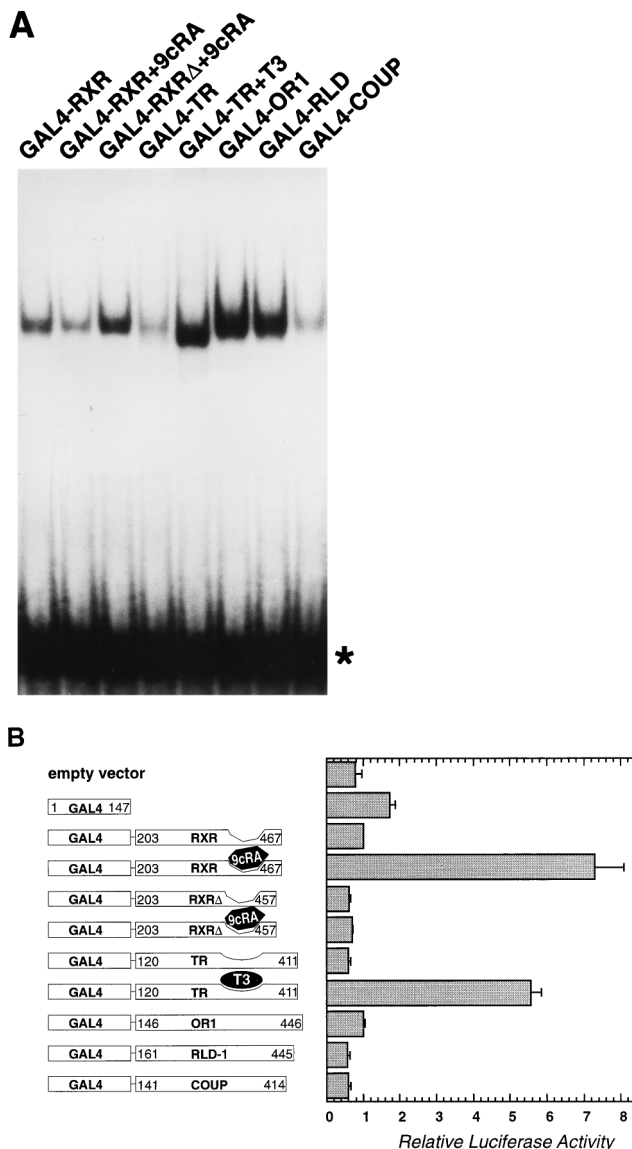 A
GAL4-RXR
GAL4-RXR+9cRA
GAL4-RXRΔ+9cRA
GAL4-TR
GAL4-TR+T3
GAL4-OR1
GAL4-RLD
GAL4-COUP
*
B
empty vector
1 GAL4 147
GAL4 203 RXR 467
9cRA
GAL4 203 RXR 467
GAL4 203 RXRΔ 457
9cRA
GAL4 203 RXRΔ 457
GAL4 120 TR 411
T3
GAL4 120 TR 411
GAL4 146 OR1 446
GAL4 161 RLD-1 445
GAL4 141 COUP 414
0 1 2 3 4 5 6 7 8
Relative Luciferase Activity